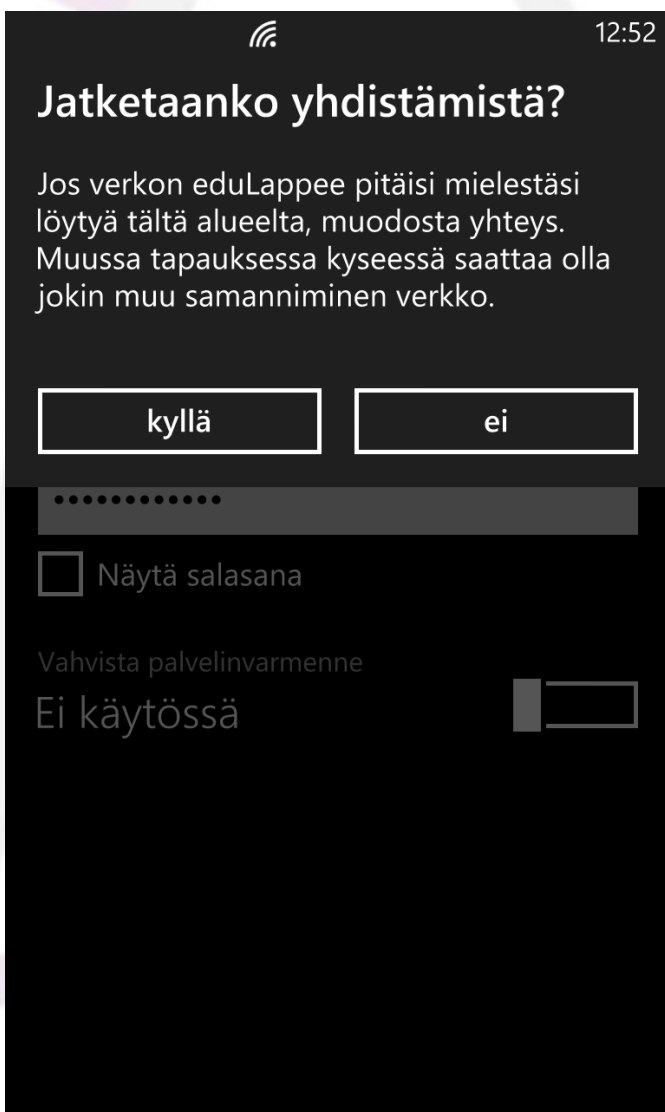 12:52
Jatketaanko yhdistämistä?
Jos verkon eduLappee pitäisi mielestäsi
löytyä tältä alueelta, muodosta yhteys.
Muussa tapauksessa kyseessä saattaa olla
jokin muu samanniminen verkko.
kyllä
ei
••••••••••••
Näytä salasana
Vahvista palvelinvarmenne
Ei käytössä